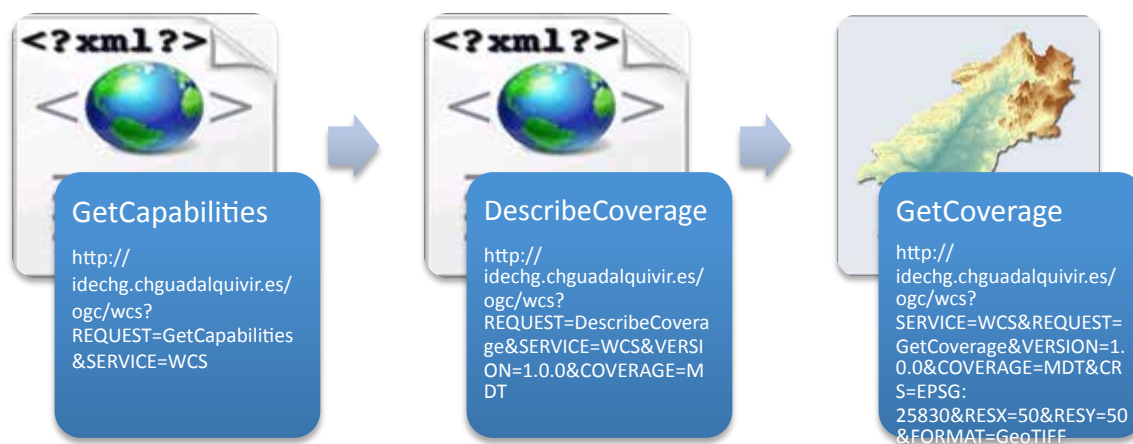 <?xml?>
< >
GetCapabilities
http://
idechg.chguadalquivir.es/
ogc/wcs?
REQUEST=GetCapabilities
&SERVICE=WCS
<?xml?>
< >
DescribeCoverage
http://
idechg.chguadalquivir.es/
ogc/wcs?
REQUEST=DescribeCovera
ge&SERVICE=WCS&VERSI
ON=1.0.0&COVERAGE=M
DT
GetCoverage
http://
idechg.chguadalquivir.es/
ogc/wcs?
SERVICE=WCS&REQUEST=
GetCoverage&VERSION=1.
0.0&COVERAGE=MDT&CR
S=EPSG:
25830&RESX=50&RESY=50
&FORMAT=GeoTIFF